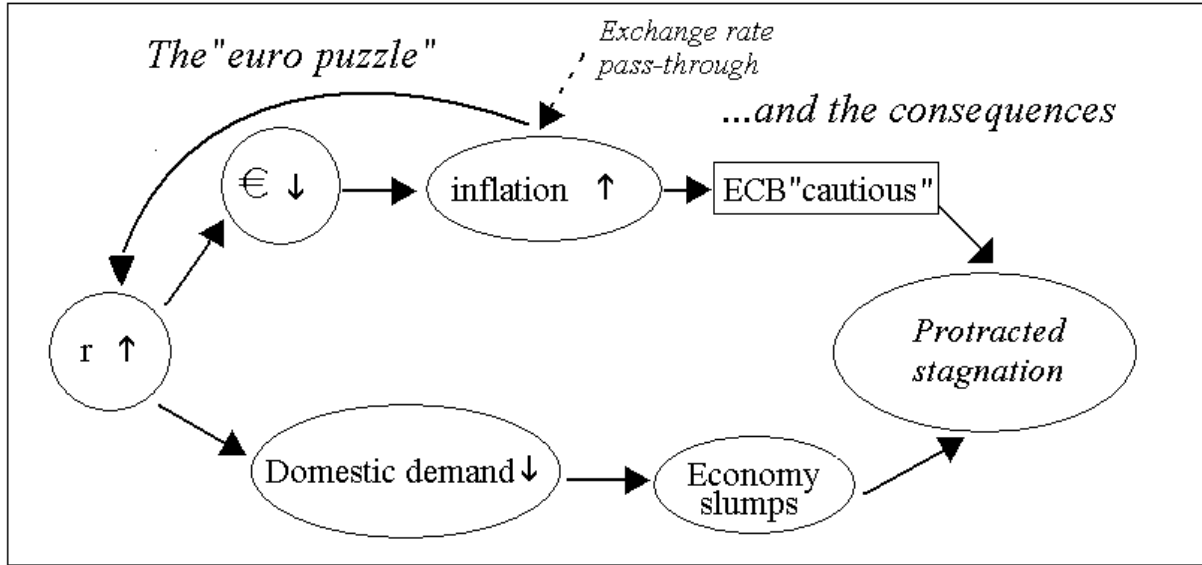 The"euro puzzle"
Exchange rate
pass-through
...and the consequences
€ ↓
inflation ↑
ECB"cautious"
r ↑
Protracted
stagnation
Domestic demand↓
Economy
slumps